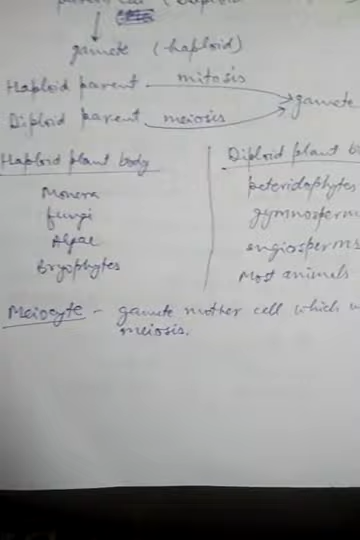 gamete (haploid)
Haploid parent mitosis
gamete
Diploid parent meiosis
Haploid plant body
Diploid plant
Monera
fungi
Algae
Bryophytes
peteridophytes
gymnosperms
angiosperms
Most animals
Meiocyte - gamete mother cell which
meiosis.